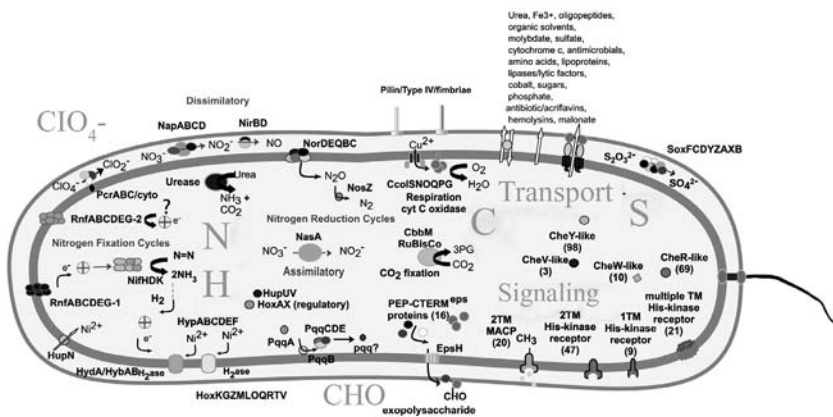 Urea, Fe3+, oligopeptides,
organic solvents,
molybdate, sulfate,
cytochrome c, antimicrobials,
amino acids, lipoproteins,
lipases/lytic factors,
cobalt, sugars,
phosphate,
antibiotic/acriflavins,
hemolysins, malonate
Pilin/Type IV/fimbriae
Dissimilatory
ClO₄-
NapABCD
NirBD
NO₃⁻
NO₂⁻
NO
NorDEQBC
Cu²⁺
SoxFCDYZAXB
S₂O₃²⁻
SO₄²⁻
ClO₄⁻
ClO₂⁻
PcrABC/cyto
Urease
Urea
NH₃ +
CO₂
N₂O
NosZ
N₂
O₂
H₂O
CcoISNOQPG
Respiration
cyt C oxidase
Transport
RnfABCDEG-2
?
e⁻
N
Nitrogen Reduction Cycles
C
S
CheY-like
(98)
Nitrogen Fixation Cycles
N≡N
NasA
NO₃⁻
NO₂⁻
Assimilatory
CbbM
RuBisCo
3PG
CO₂
CO₂ fixation
CheV-like
(3)
CheW-like
(10)
CheR-like
(69)
e⁻
NifHDK
2NH₃
H
RnfABCDEG-1
H₂
HupUV
HoxAX (regulatory)
Signaling
PEP-CTERM
proteins (16)
eps
2TM
MACP
(20)
2TM
His-kinase
receptor
(47)
1TM
His-kinase
receptor
(9)
multiple TM
His-kinase
receptor
(21)
Ni²⁺
HupN
e⁻
HypABCDEF
Ni²⁺
Ni²⁺
PqqA
PqqCDE
PqqB
pqq?
EpsH
CH₃
HydA/HybAB
H₂ase
H₂ase
HoxKGZMLOQRTV
CHO
CHO
exopolysaccharide